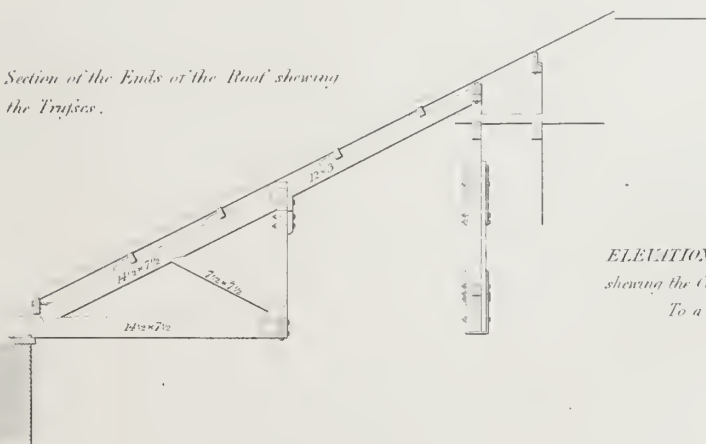 Section of the Ends of the Roof shewing
the Trusses.
12×3
14½×7½
7½×7½
14½×7½
ELEVATION
shewing the
To a